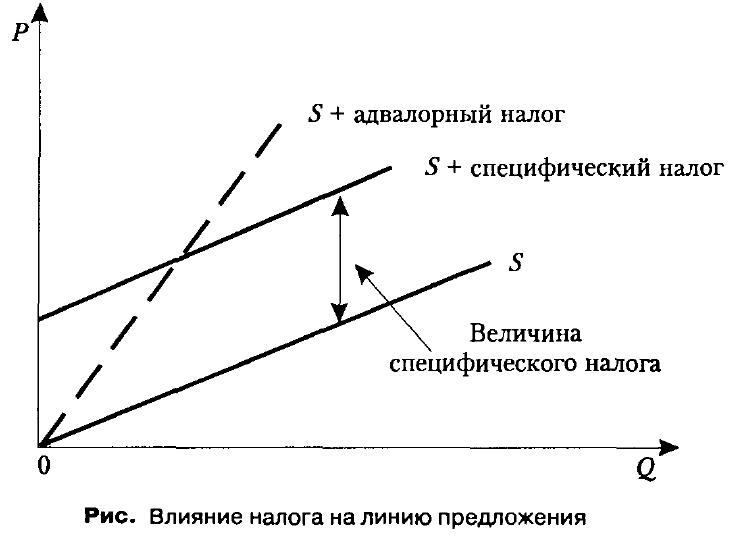 P
S + адвалорный налог
S + специфический налог
S
Величина
специфического налога
0
Q
Рис. Влияние налога на линию предложения